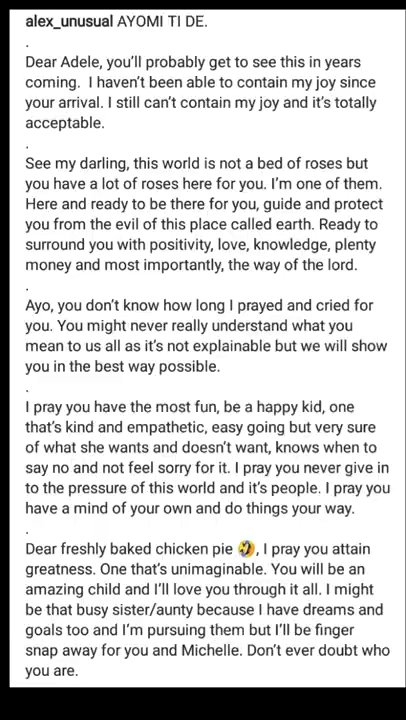 alex_unusual AYOMI TI DE.
.
Dear Adele, you'll probably get to see this in years
coming.  I haven't been able to contain my joy since
your arrival. I still can't contain my joy and it's totally
acceptable.
.
See my darling, this world is not a bed of roses but
you have a lot of roses here for you. I'm one of them.
Here and ready to be there for you, guide and protect
you from the evil of this place called earth. Ready to
surround you with positivity, love, knowledge, plenty
money and most importantly, the way of the lord.
.
Ayo, you don't know how long I prayed and cried for
you. You might never really understand what you
mean to us all as it's not explainable but we will show
you in the best way possible.
.
I pray you have the most fun, be a happy kid, one
that's kind and empathetic, easy going but very sure
of what she wants and doesn't want, knows when to
say no and not feel sorry for it. I pray you never give in
to the pressure of this world and it's people. I pray you
have a mind of your own and do things your way.
.
Dear freshly baked chicken pie 🤣, I pray you attain
greatness. One that's unimaginable. You will be an
amazing child and I'll love you through it all. I might
be that busy sister/aunty because I have dreams and
goals too and I'm pursuing them but I'll be finger
snap away for you and Michelle. Don't ever doubt who
you are.